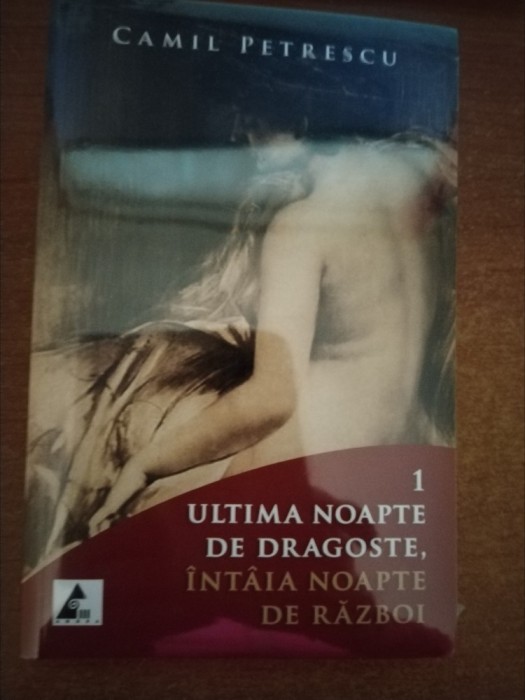 CAMIL PETRESCU
1
ULTIMA NOAPTE
DE DRAGOSTE,
ÎNTÂIA NOAPTE
DE RĂZBOI